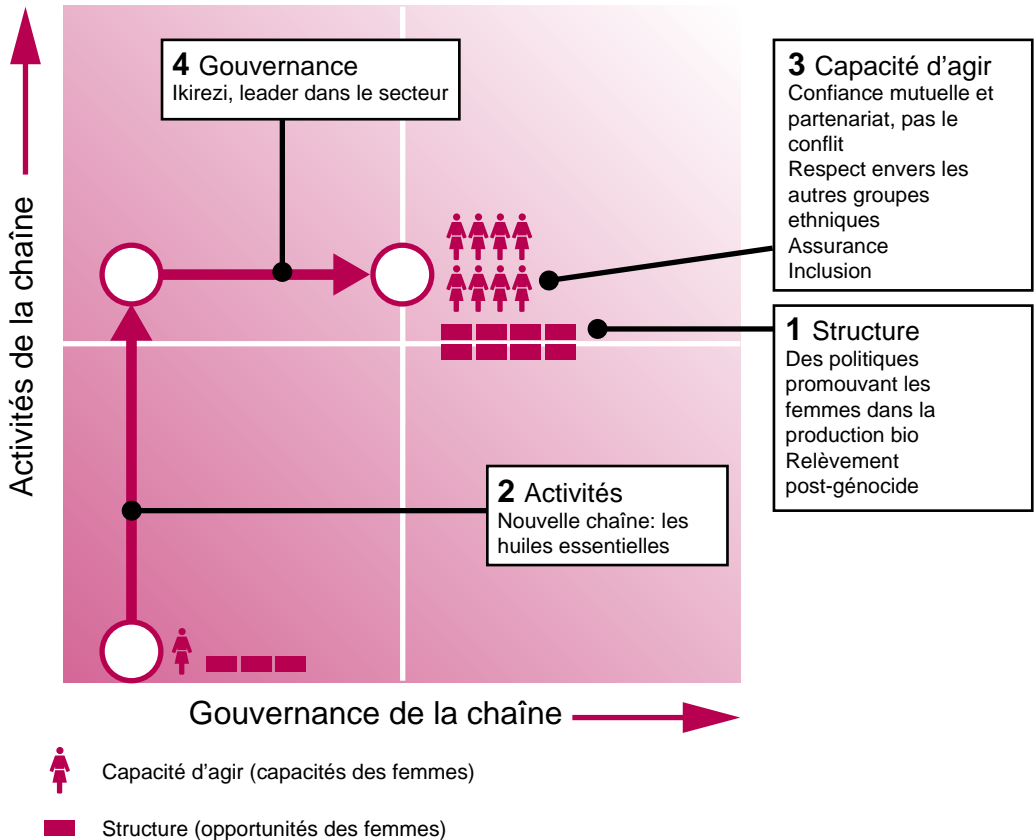 Activités de la chaîne
4 Gouvernance
Ikirezi, leader dans le secteur
3 Capacité d'agir
Confiance mutuelle et
partenariat, pas le
conflit
Respect envers les
autres groupes
ethniques
Assurance
Inclusion
1 Structure
Des politiques
promouvant les
femmes dans la
production bio
Relèvement
post-génocide
2 Activités
Nouvelle chaîne: les
huiles essentielles
Gouvernance de la chaîne
Capacité d'agir (capacités des femmes)
Structure (opportunités des femmes)